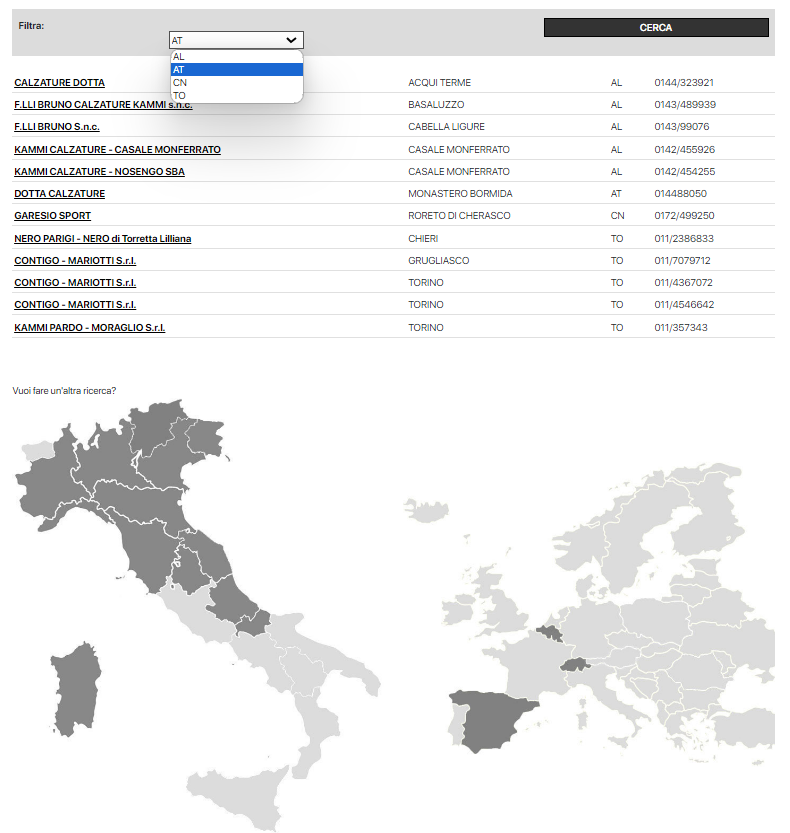 Filtra:
AT
CERCA
AL
AT
CN
TO
CALZATURE DOTTA ACQUI TERME AL 0144/323921
F.LLI BRUNO CALZATURE KAMMI s.n.c. BASALUZZO AL 0143/489939
F.LLI BRUNO S.n.c. CABELLA LIGURE AL 0143/99076
KAMMI CALZATURE - CASALE MONFERRATO CASALE MONFERRATO AL 0142/455926
KAMMI CALZATURE - NOSENGO SBA CASALE MONFERRATO AL 0142/454255
DOTTA CALZATURE MONASTERO BORMIDA AT 014488050
GARESIO SPORT RORETO DI CHERASCO CN 0172/499250
NERO PARIGI - NERO di Torretta Lilliana CHIERI TO 011/2386833
CONTIGO - MARIOTTI S.r.l. GRUGLIASCO TO 011/7079712
CONTIGO - MARIOTTI S.r.l. TORINO TO 011/4367072
CONTIGO - MARIOTTI S.r.l. TORINO TO 011/4546642
KAMMI PARDO - MORAGLIO S.r.l. TORINO TO 011/357343
Vuoi fare un'altra ricerca?